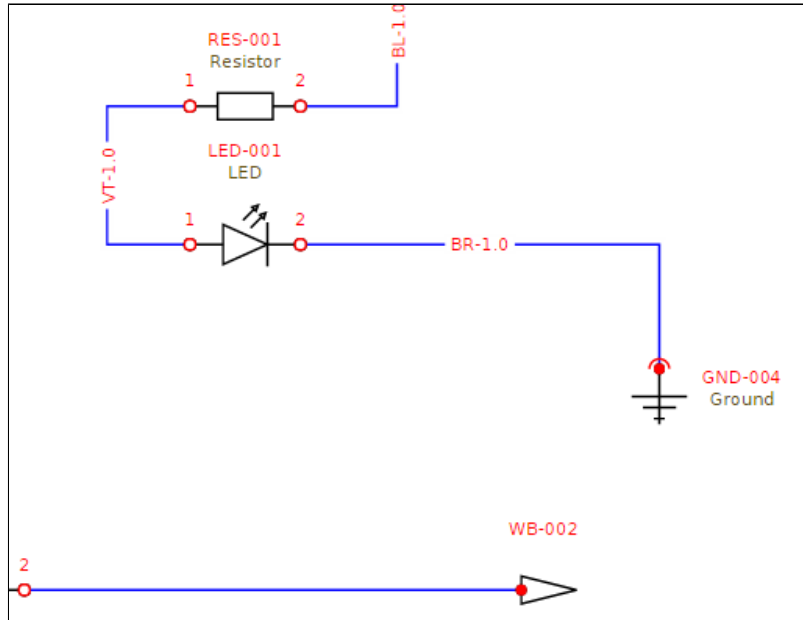 RES-001
Resistor
BL-1.0
1
2
VT-1.0
LED-001
LED
1
2
BR-1.0
GND-004
Ground
WB-002
2